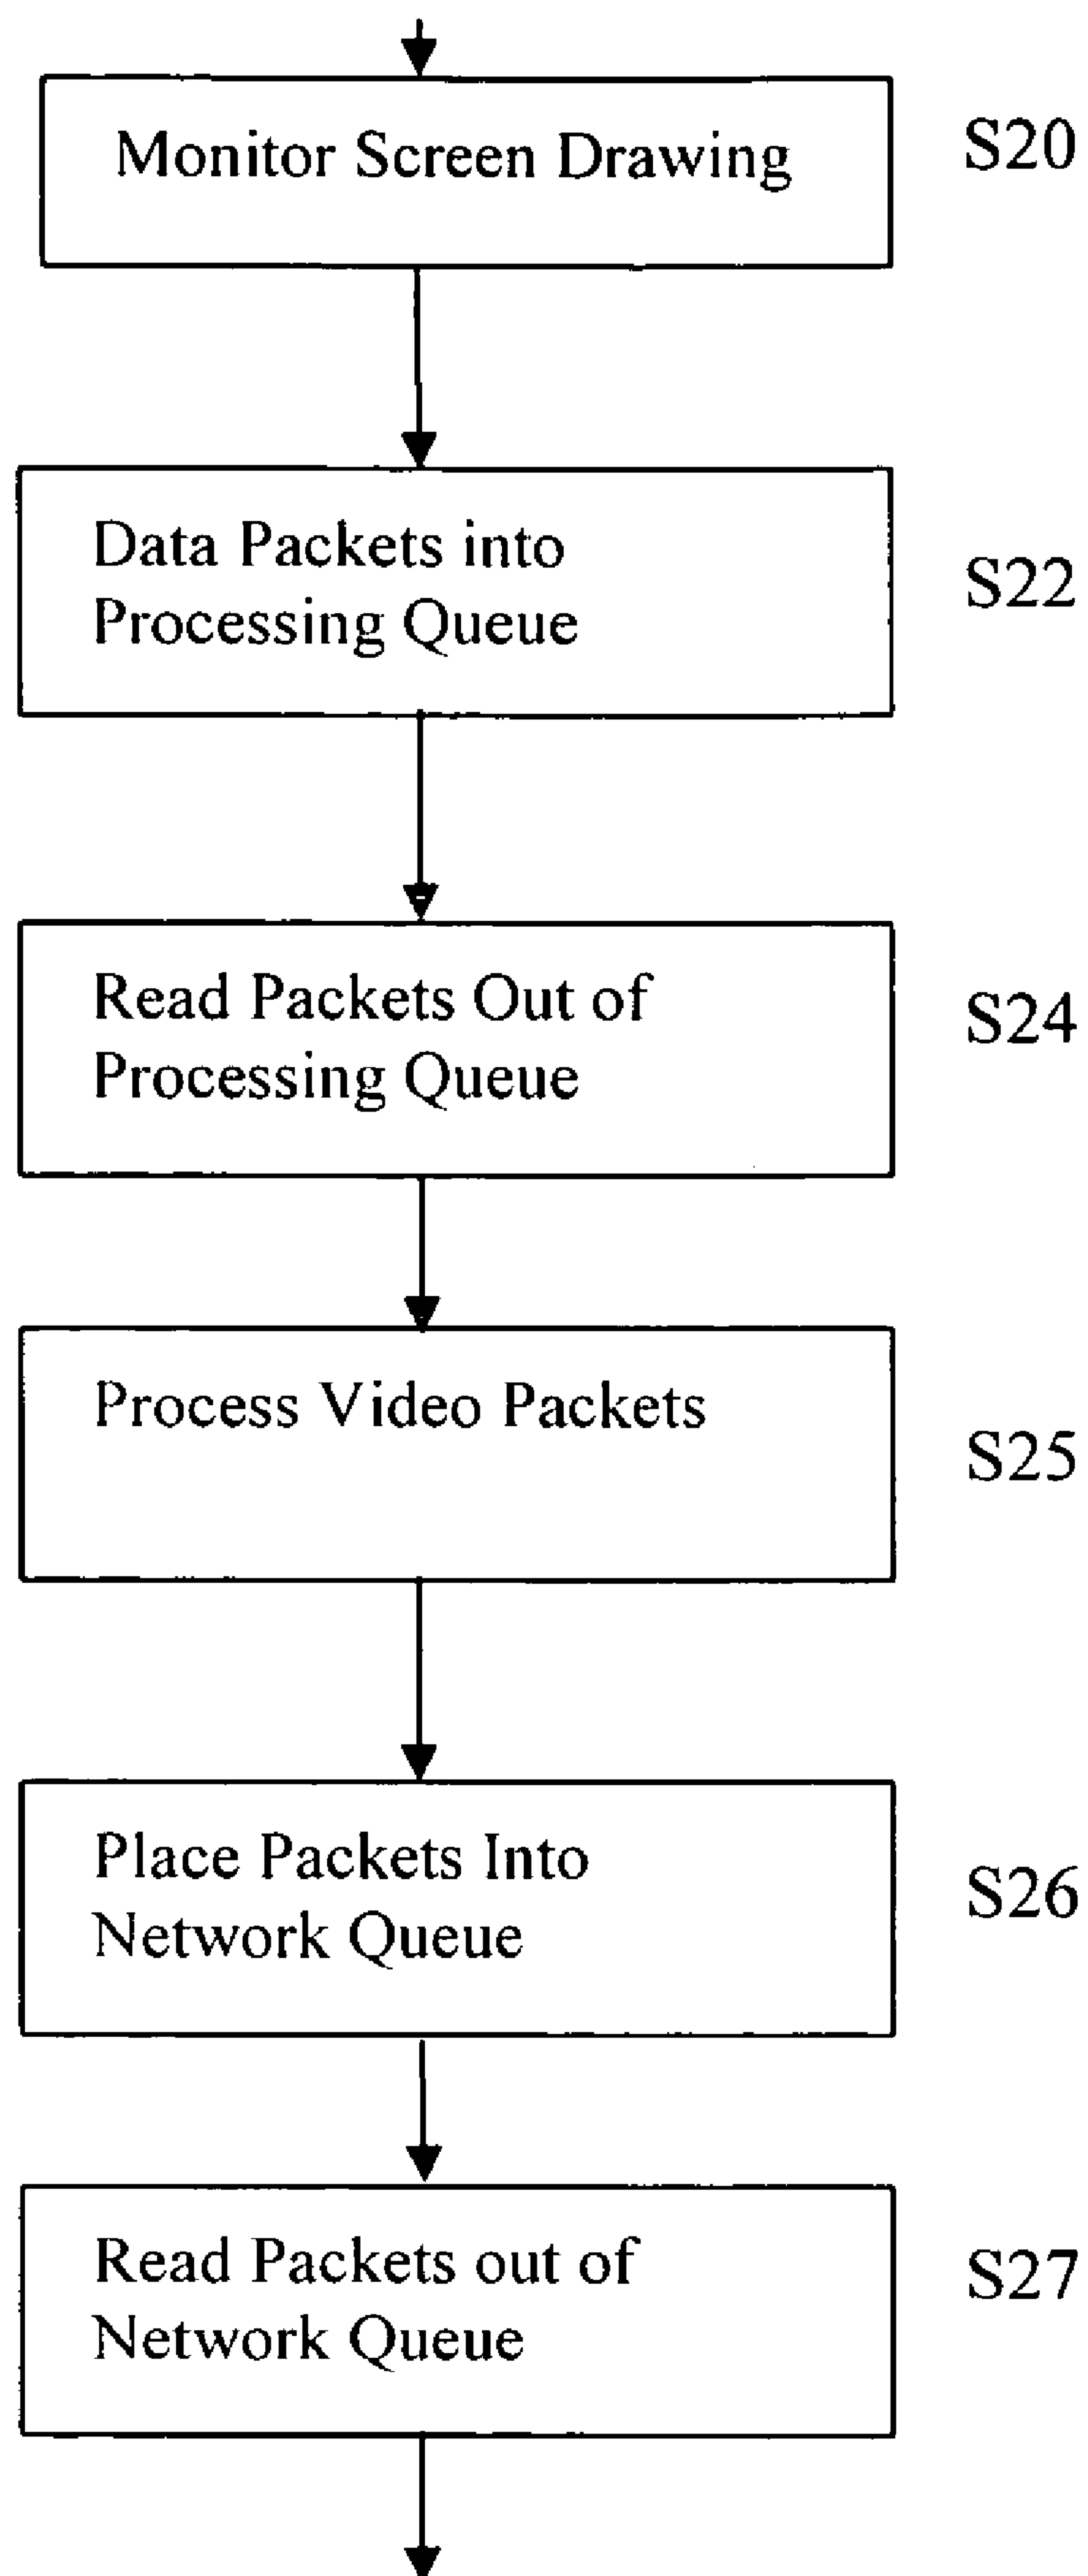 Monitor Screen Drawing
S20
Data Packets into
Processing Queue
S22
Read Packets Out of
Processing Queue
S24
Process Video Packets
S25
Place Packets Into
Network Queue
S26
Read Packets out of
Network Queue
S27